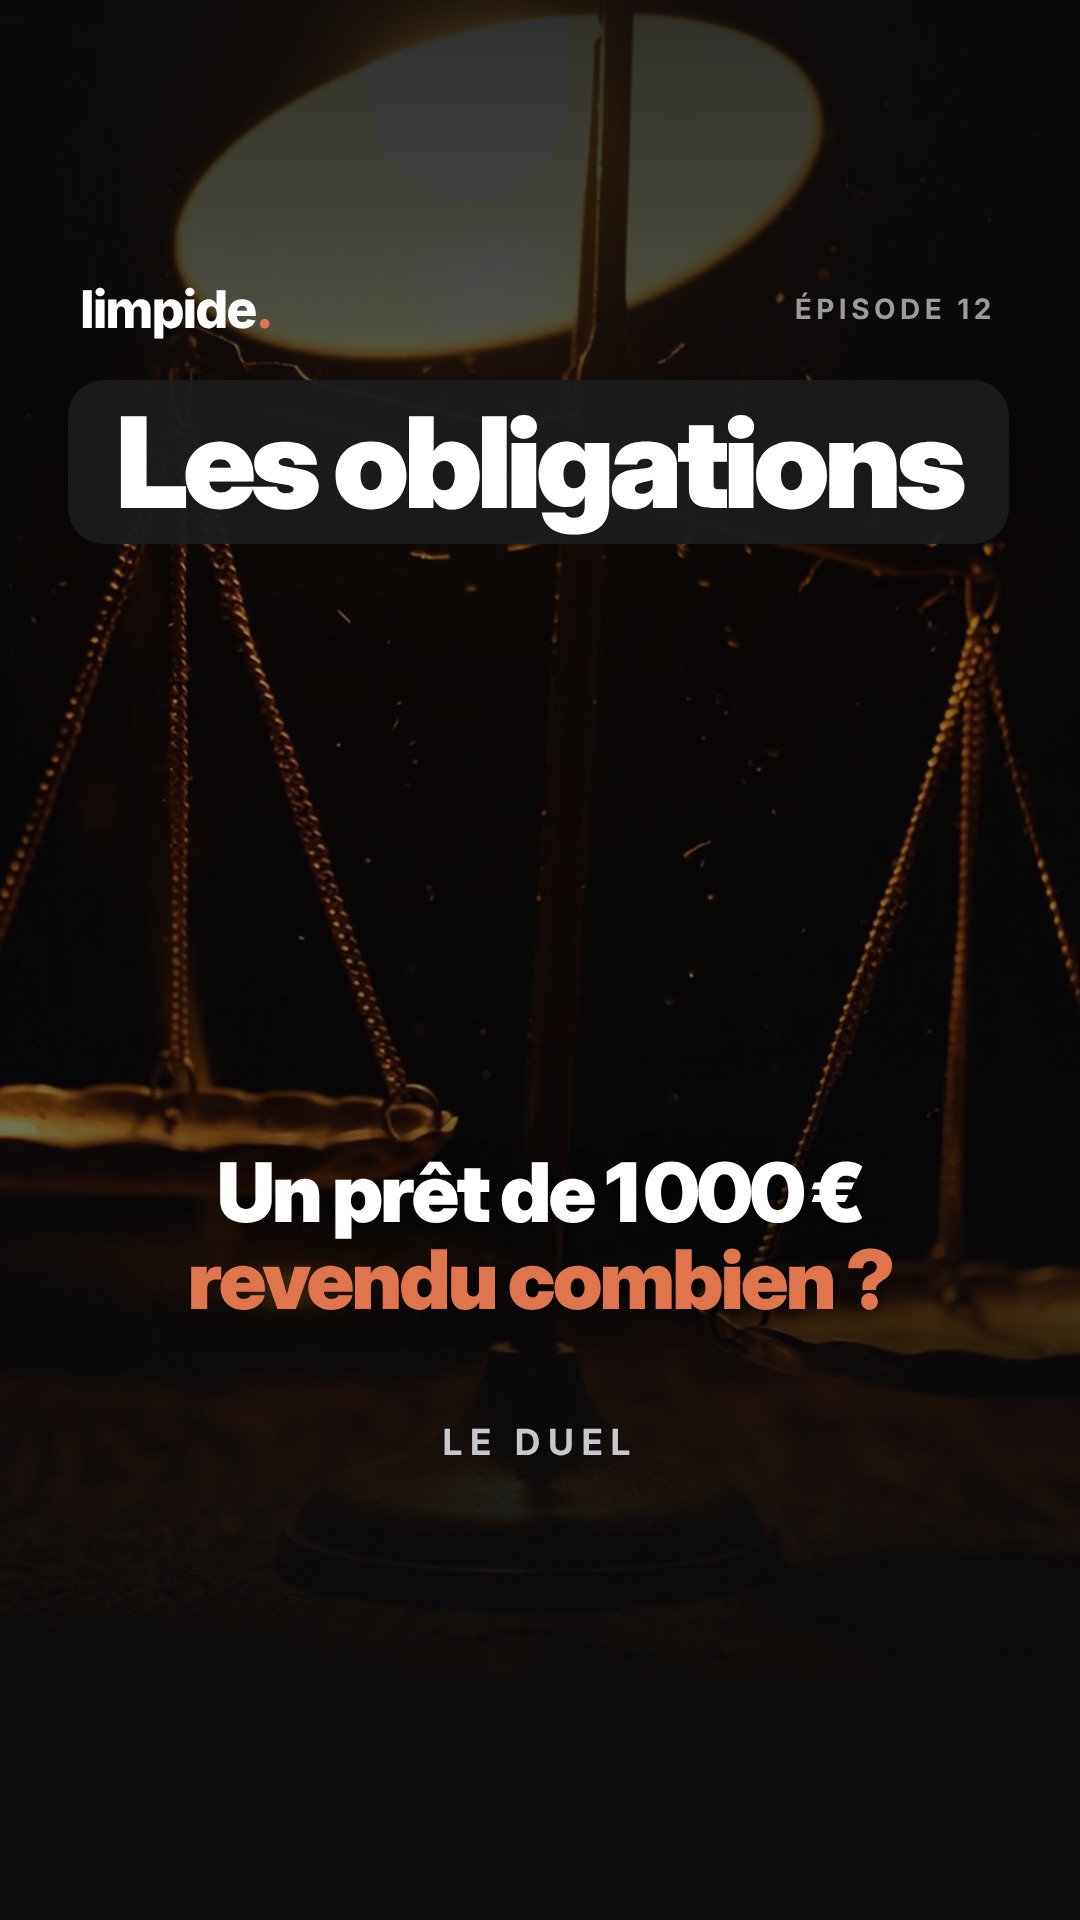 limpide.
ÉPISODE 12
Les obligations
Un prêt de 1000 €
revendu combien ?
LE DUEL